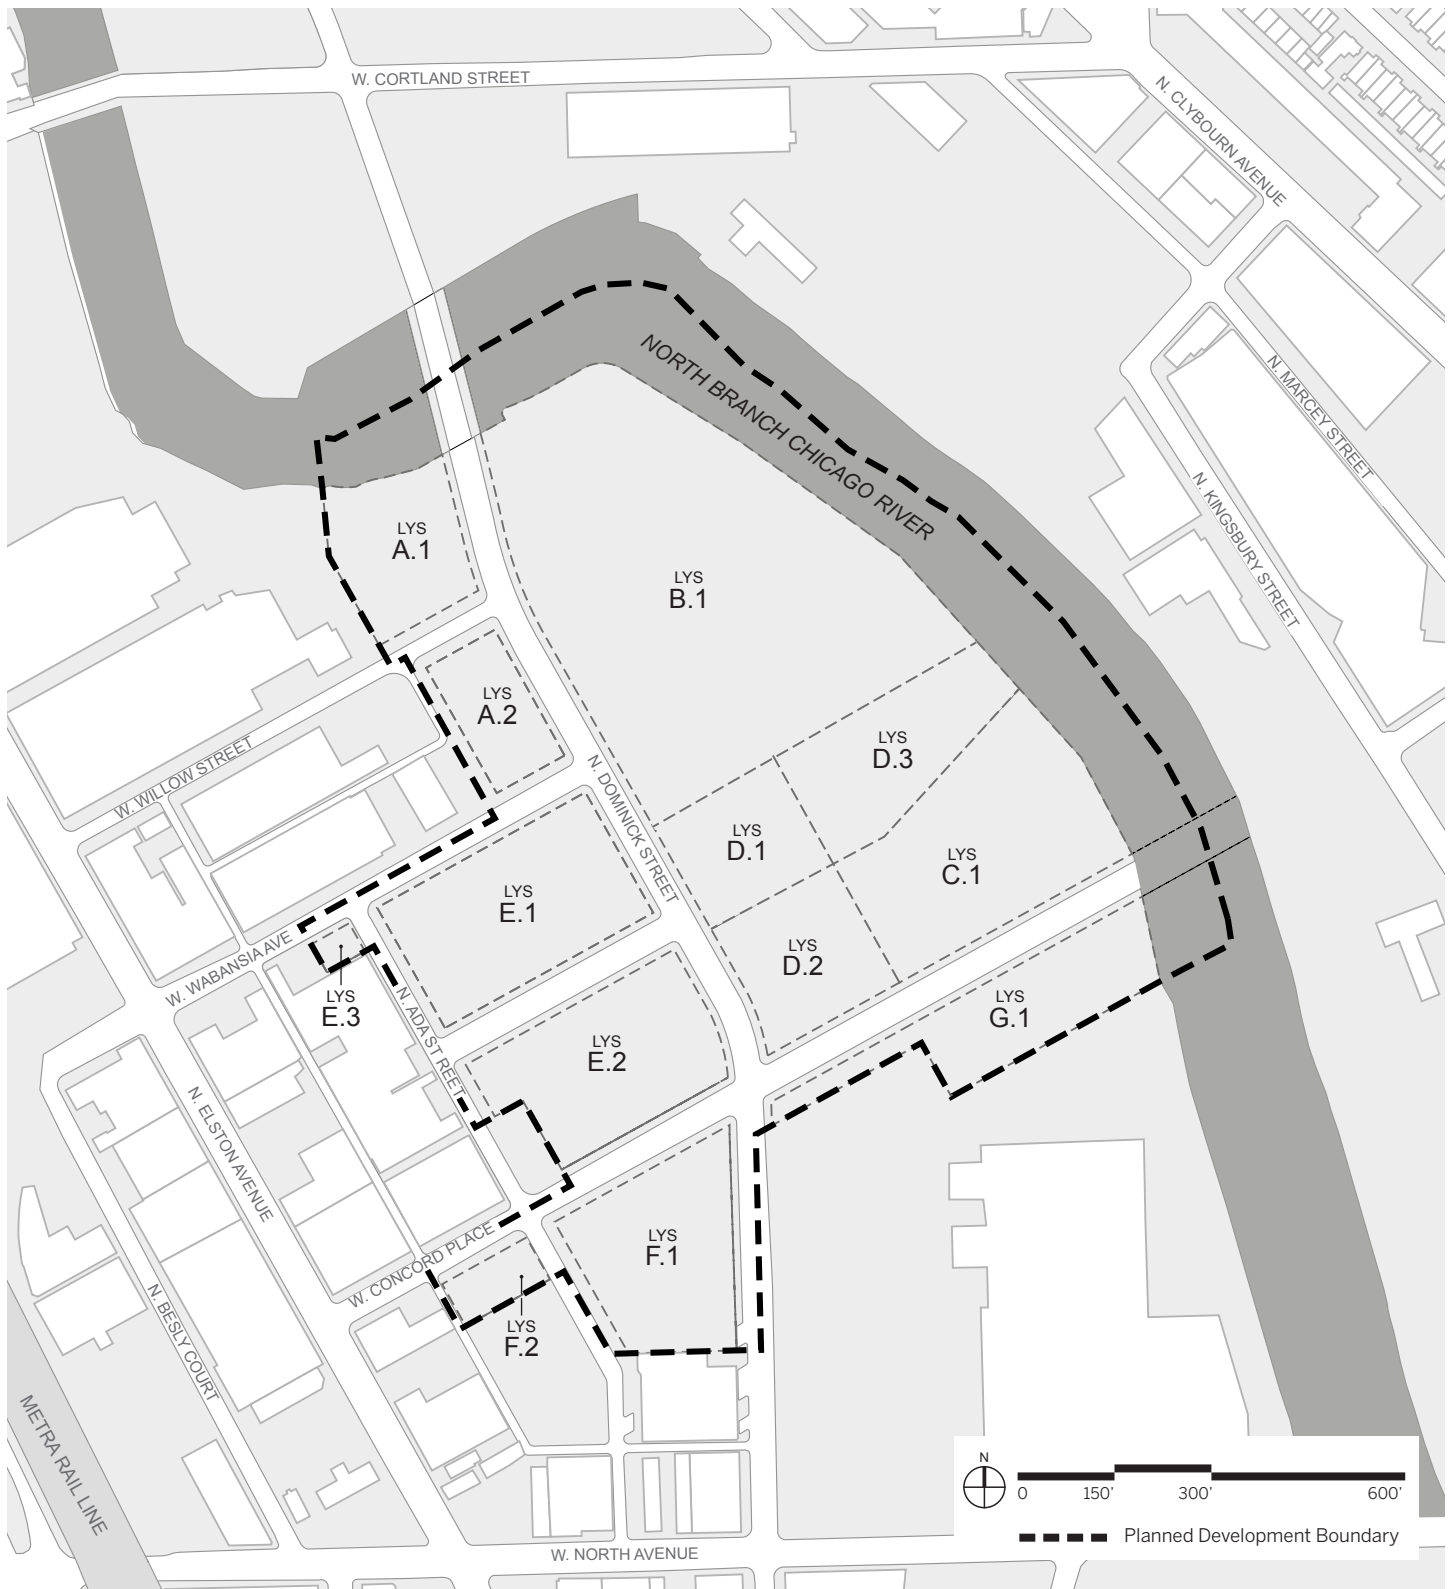 W. CORTLAND STREET
N. CLYBOURN AVENUE
NORTH BRANCH CHICAGO RIVER
N. MARCEY STREET
N. KINGSBURY STREET
LYS
A.1
LYS
B.1
LYS
A.2
LYS
D.3
W. WILLOW STREET
N. DOMINICK STREET
LYS
D.1
LYS
C.1
LYS
E.1
LYS
D.2
W. WABANSIA AVE
LYS
E.3
N. ADA ST REET
LYS
G.1
LYS
E.2
N. ELSTON AVENUE
LYS
F.1
W. CONCORD PLACE
N. BESLY COURT
LYS
F.2
METRA RAIL LINE
W. NORTH AVENUE
N
0 150' 300' 600'
Planned Development Boundary